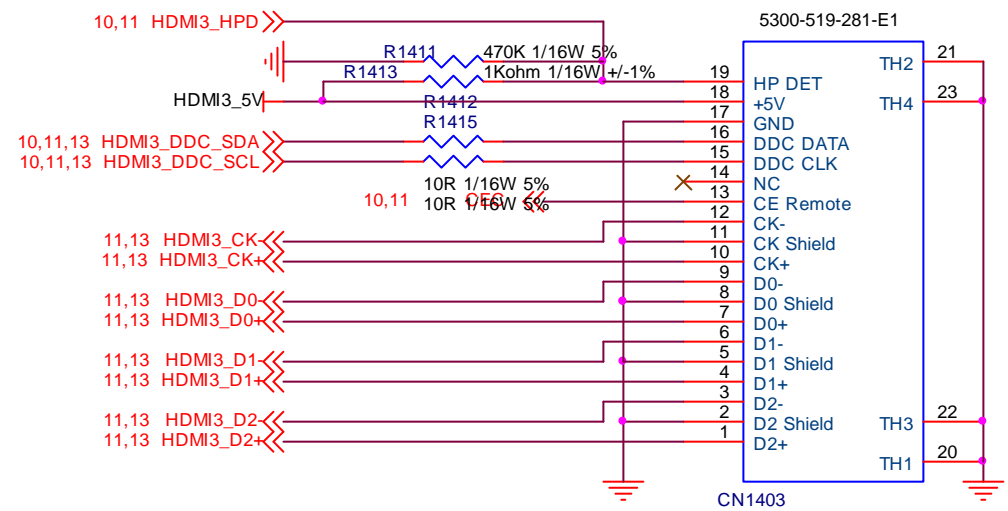 5300-519-281-E1
10,11 HDMI3_HPD
R1411 470K 1/16W 5%
R1413 1Kohm 1/16W +/-1%
HDMI3_5V
R1412
R1415
10,11,13 HDMI3_DDC_SDA
10,11,13 HDMI3_DDC_SCL
10R 1/16W 5%
10,11 CEC
10R 1/16W 5%
11,13 HDMI3_CK-
11,13 HDMI3_CK+
11,13 HDMI3_D0-
11,13 HDMI3_D0+
11,13 HDMI3_D1-
11,13 HDMI3_D1+
11,13 HDMI3_D2-
11,13 HDMI3_D2+
19 HP DET
18 +5V
17 GND
16 DDC DATA
15 DDC CLK
14 NC
13 CE Remote
12 CK-
11 CK Shield
10 CK+
9 D0-
8 D0 Shield
7 D0+
6 D1-
5 D1 Shield
4 D1+
3 D2-
2 D2 Shield
1 D2+
TH2 21
TH4 23
TH3 22
TH1 20
CN1403